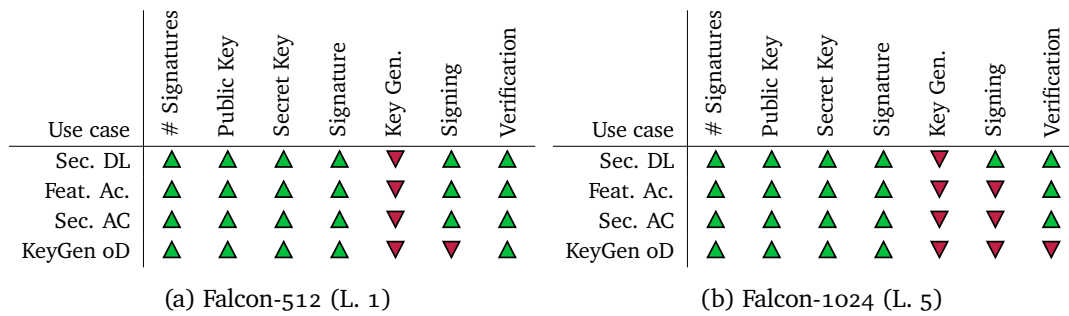 Use case # Signatures Public Key Secret Key Signature Key Gen. Signing Verification
Sec. DL ▲ ▲ ▲ ▲ ▼ ▲ ▲
Feat. Ac. ▲ ▲ ▲ ▲ ▼ ▲ ▲
Sec. AC ▲ ▲ ▲ ▲ ▼ ▲ ▲
KeyGen oD ▲ ▲ ▲ ▲ ▼ ▼ ▲
(a) Falcon-512 (L. 1)
Use case # Signatures Public Key Secret Key Signature Key Gen. Signing Verification
Sec. DL ▲ ▲ ▲ ▲ ▼ ▲ ▲
Feat. Ac. ▲ ▲ ▲ ▲ ▼ ▼ ▲
Sec. AC ▲ ▲ ▲ ▲ ▼ ▼ ▲
KeyGen oD ▲ ▲ ▲ ▲ ▼ ▼ ▼
(b) Falcon-1024 (L. 5)